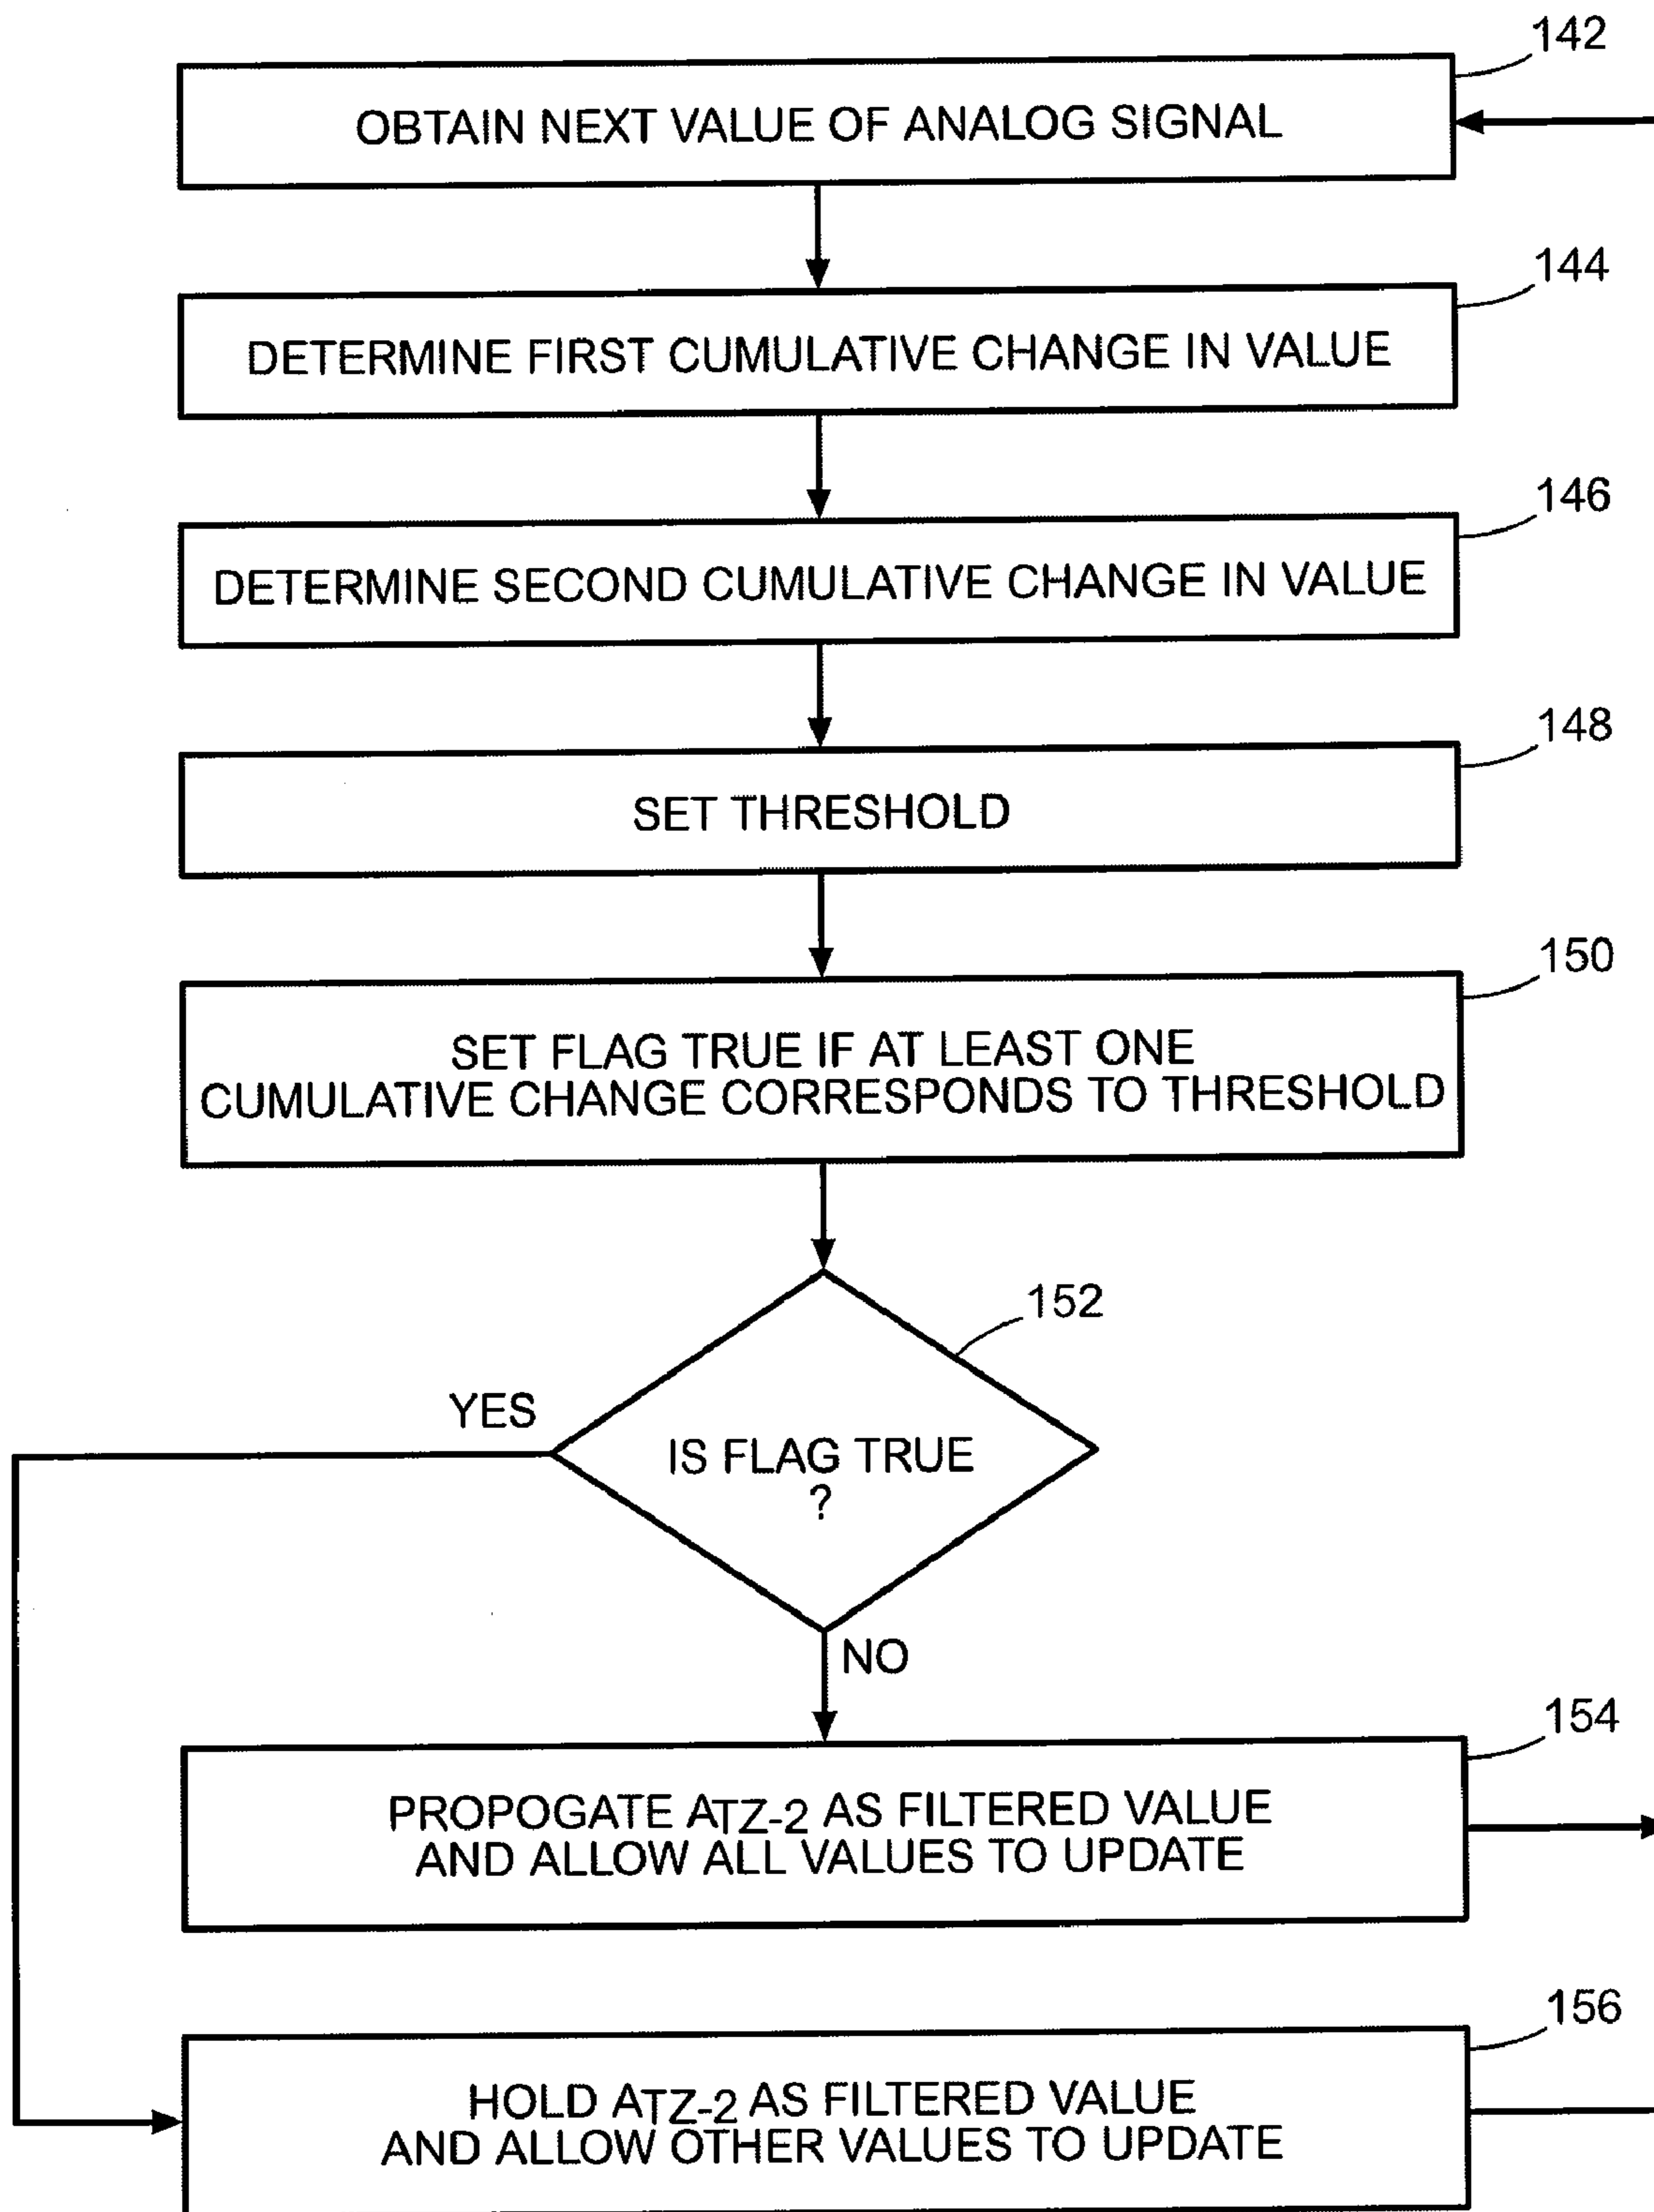 142
OBTAIN NEXT VALUE OF ANALOG SIGNAL
144
DETERMINE FIRST CUMULATIVE CHANGE IN VALUE
146
DETERMINE SECOND CUMULATIVE CHANGE IN VALUE
148
SET THRESHOLD
150
SET FLAG TRUE IF AT LEAST ONE
CUMULATIVE CHANGE CORRESPONDS TO THRESHOLD
152
YES
IS FLAG TRUE
?
NO
154
PROPOGATE ATZ-2 AS FILTERED VALUE
AND ALLOW ALL VALUES TO UPDATE
156
HOLD ATZ-2 AS FILTERED VALUE
AND ALLOW OTHER VALUES TO UPDATE